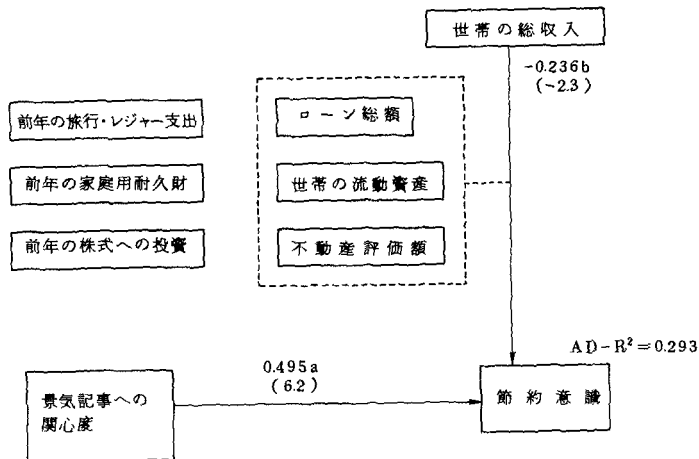 世帯の総収入
-0.236b
(-2.3)
前年の旅行・レジャー支出
ローン総額
前年の家庭用耐久財
世帯の流動資産
前年の株式への投資
不動産評価額
AD-R²=0.293
0.495a
(6.2)
景気記事への
関心度
節約意識